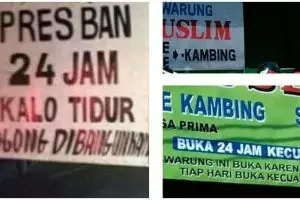 PRES BAN
24 JAM
KALO TIDUR
TOLONG DIBANGUNKAN
WARUNG
MUSLIM
E - KAMBING
E KAMBING
SA PRIMA
BUKA 24 JAM KECU
WARUNG INI BUKA KAREN
TIAP HARI BUKA KECUA